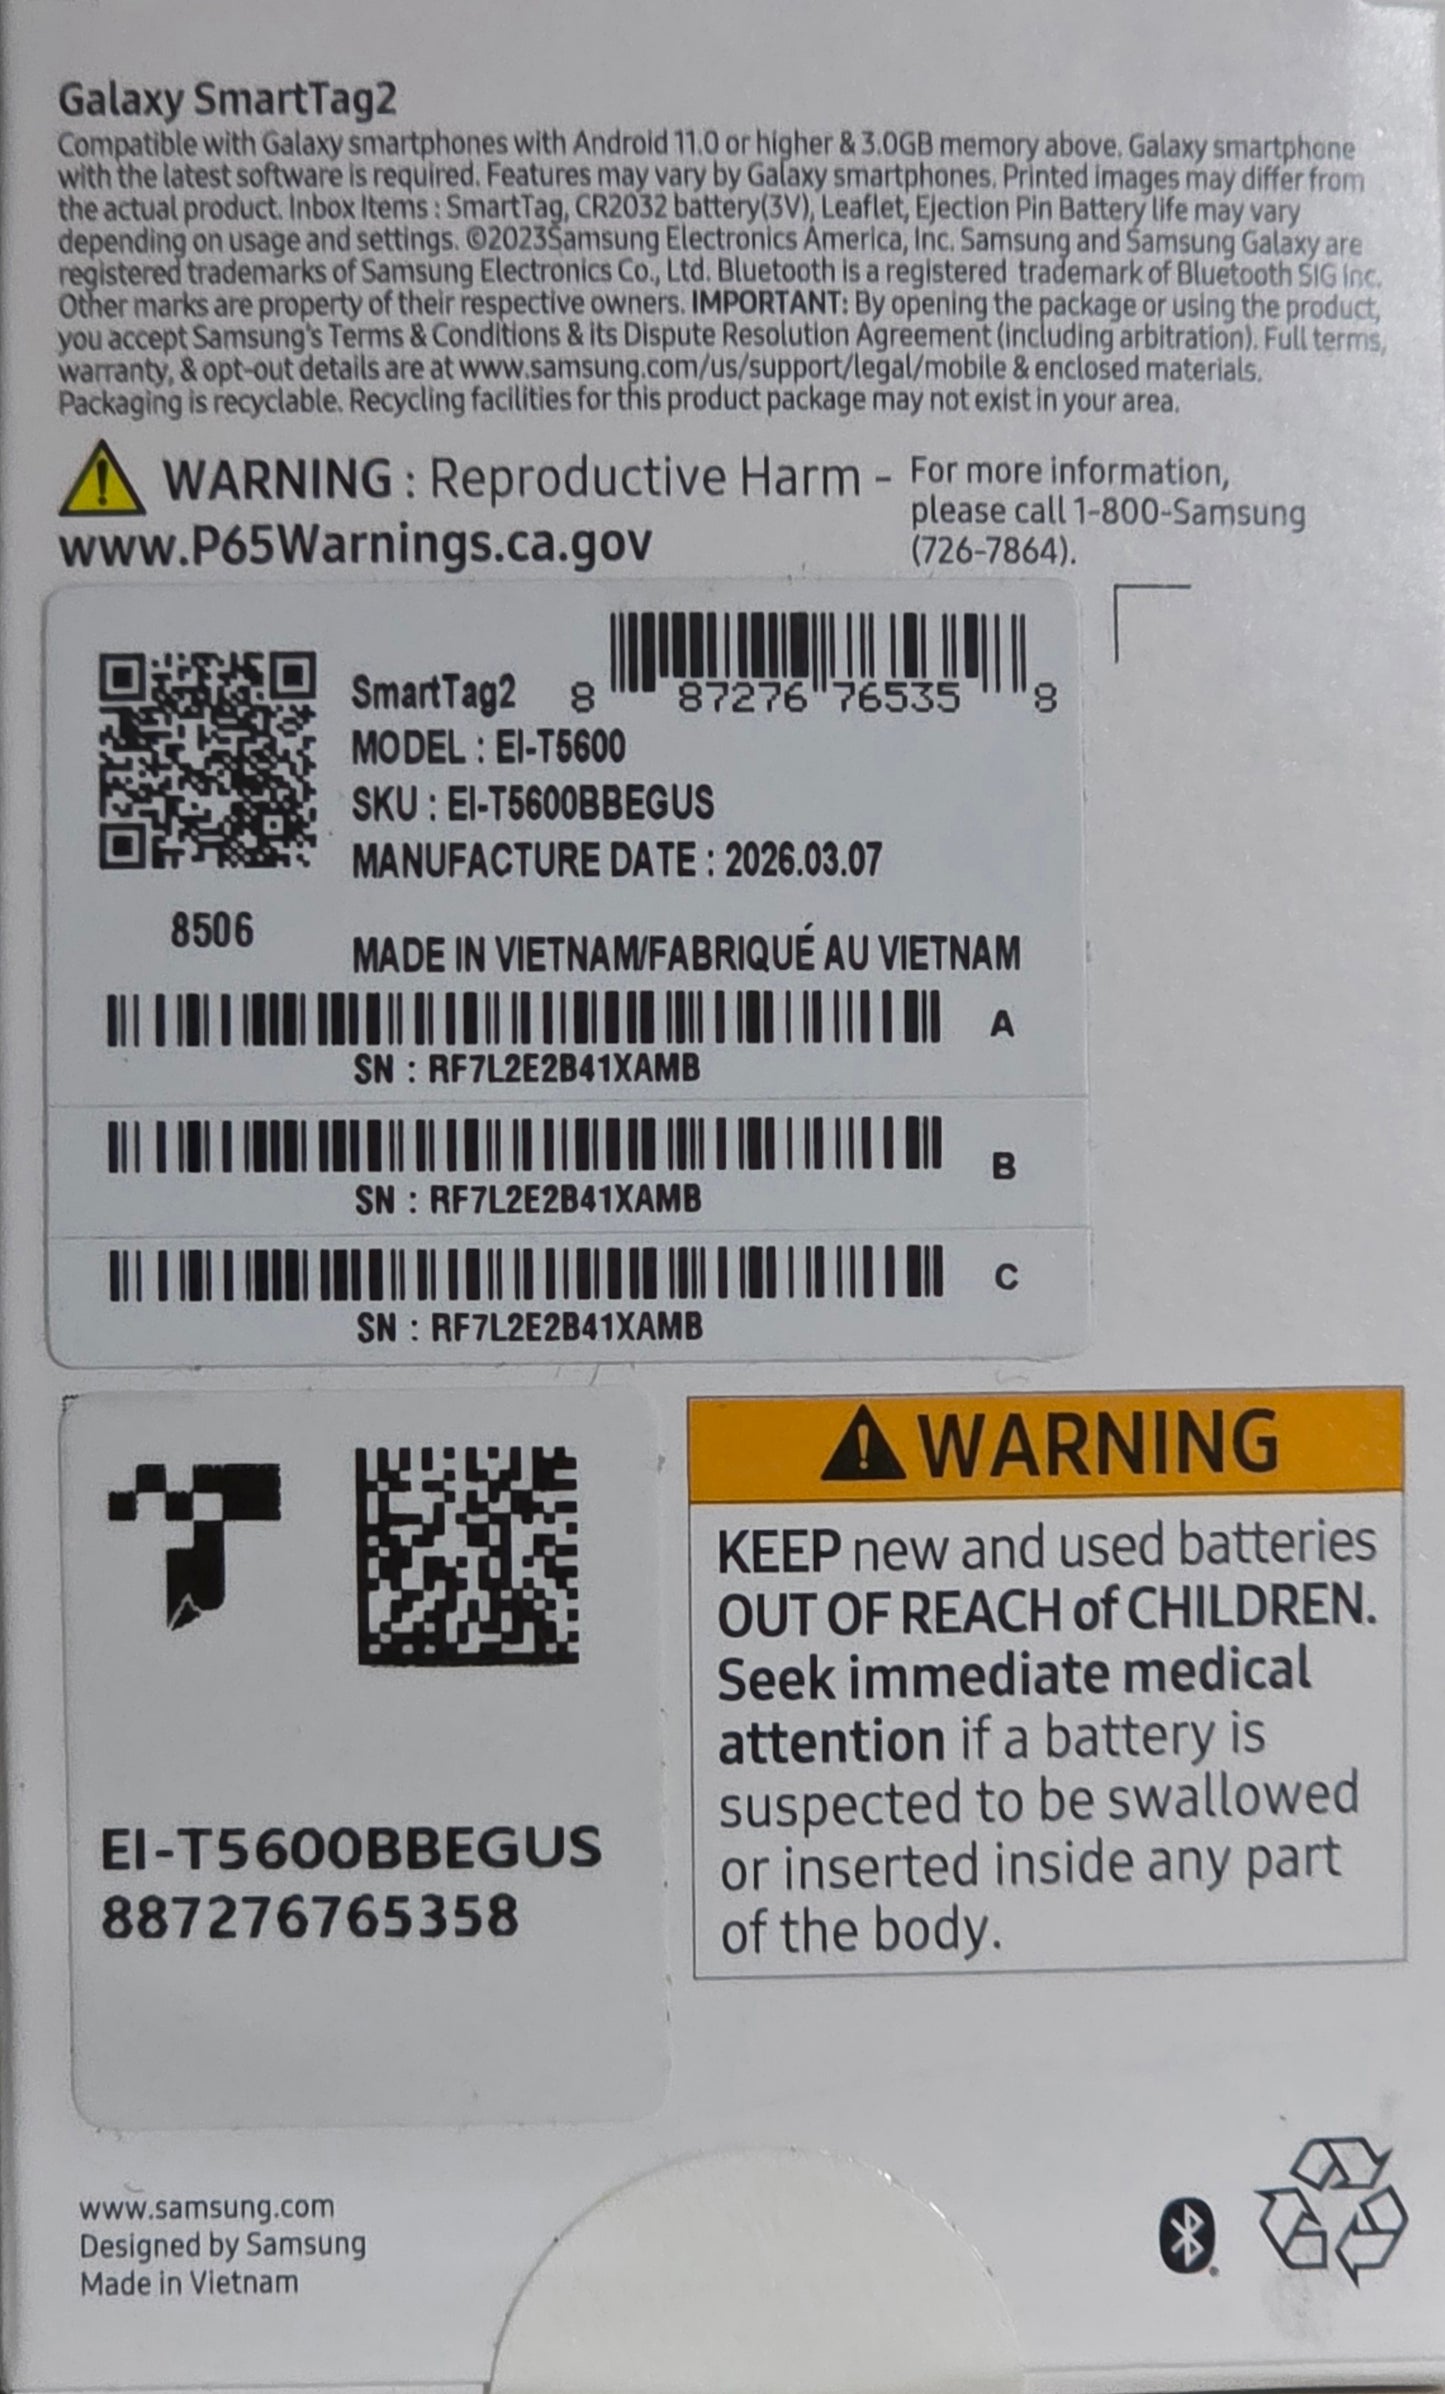 Galaxy SmartTag2
Compatible with Galaxy smartphones with Android 11.0 or higher & 3.0GB memory above. Galaxy smartphone
with the latest software is required. Features may vary by Galaxy smartphones. Printed images may differ from
the actual product. Inbox Items : SmartTag, CR2032 battery(3V), Leaflet, Ejection Pin Battery life may vary
depending on usage and settings. ©2023Samsung Electronics America, Inc. Samsung and Samsung Galaxy are
registered trademarks of Samsung Electronics Co., Ltd. Bluetooth is a registered trademark of Bluetooth SIG Inc.
Other marks are property of their respective owners. IMPORTANT: By opening the package or using the product,
you accept Samsung's Terms & Conditions & its Dispute Resolution Agreement (including arbitration). Full terms,
warranty, & opt-out details are at www.samsung.com/us/support/legal/mobile & enclosed materials.
Packaging is recyclable. Recycling facilities for this product package may not exist in your area.
WARNING : Reproductive Harm -
www.P65Warnings.ca.gov
For more information,
please call 1-800-Samsung
(726-7864).
SmartTag2
8 87276 76535 8
MODEL : EI-T5600
SKU : EI-T5600BBEGUS
MANUFACTURE DATE : 2026.03.07
8506
MADE IN VIETNAM/FABRIQUÉ AU VIETNAM
A
SN : RF7L2E2B41XAMB
B
SN : RF7L2E2B41XAMB
C
SN : RF7L2E2B41XAMB
EI-T5600BBEGUS
887276765358
WARNING
KEEP new and used batteries
OUT OF REACH of CHILDREN.
Seek immediate medical
attention if a battery is
suspected to be swallowed
or inserted inside any part
of the body.
www.samsung.com
Designed by Samsung
Made in Vietnam